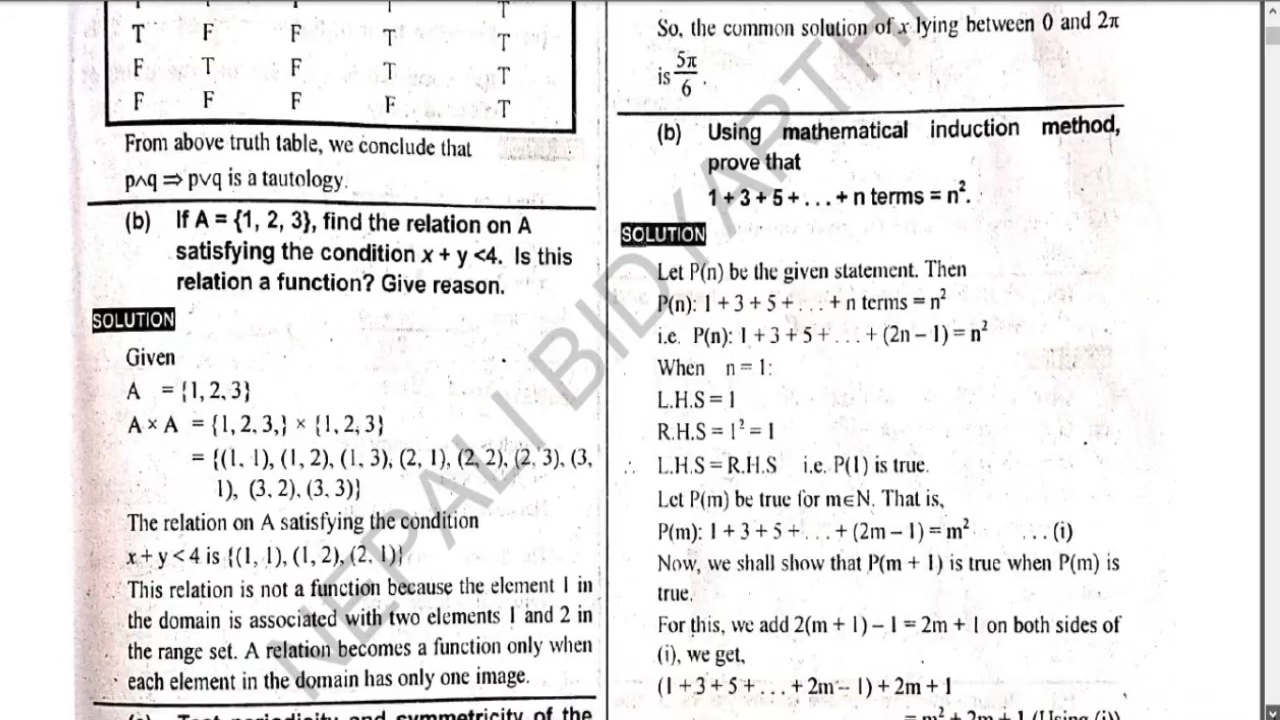 T F F T T
F T F T T
F F F F T
From above truth table, we conclude that
p∧q ⇒ p∨q is a tautology.
(b) If A = {1, 2, 3}, find the relation on A
satisfying the condition x + y <4. Is this
relation a function? Give reason.
SOLUTION
Given
A = {1, 2, 3}
A × A = {1, 2, 3,} × {1, 2, 3}
= {(1, 1), (1, 2), (1, 3), (2, 1), (2, 2), (2, 3), (3,
1), (3, 2), (3, 3)}
The relation on A satisfying the condition
x + y < 4 is {(1, 1), (1, 2), (2, 1)}
This relation is not a function because the element 1 in
the domain is associated with two elements 1 and 2 in
the range set. A relation becomes a function only when
each element in the domain has only one image.
periodicity and symmetricity of the
So, the common solution of x lying between 0 and 2π
is 5π/6 .
(b) Using mathematical induction method,
prove that
1 + 3 + 5 + . . . + n terms = n².
SOLUTION
Let P(n) be the given statement. Then
P(n): 1 + 3 + 5 + . . . + n terms = n²
i.e. P(n): 1 + 3 + 5 + . . . + (2n – 1) = n²
When n = 1:
L.H.S = 1
R.H.S = 1² = 1
∴ L.H.S = R.H.S i.e. P(1) is true.
Let P(m) be true for m∈N. That is,
P(m): 1 + 3 + 5 + . . . + (2m – 1) = m² . . . (i)
Now, we shall show that P(m + 1) is true when P(m) is
true.
For this, we add 2(m + 1) – 1 = 2m + 1 on both sides of
(i), we get,
(1 + 3 + 5 + . . . + 2m – 1) + 2m + 1
= m² + 2m + 1 (Using (i))
NEPALI BIDYARTHI